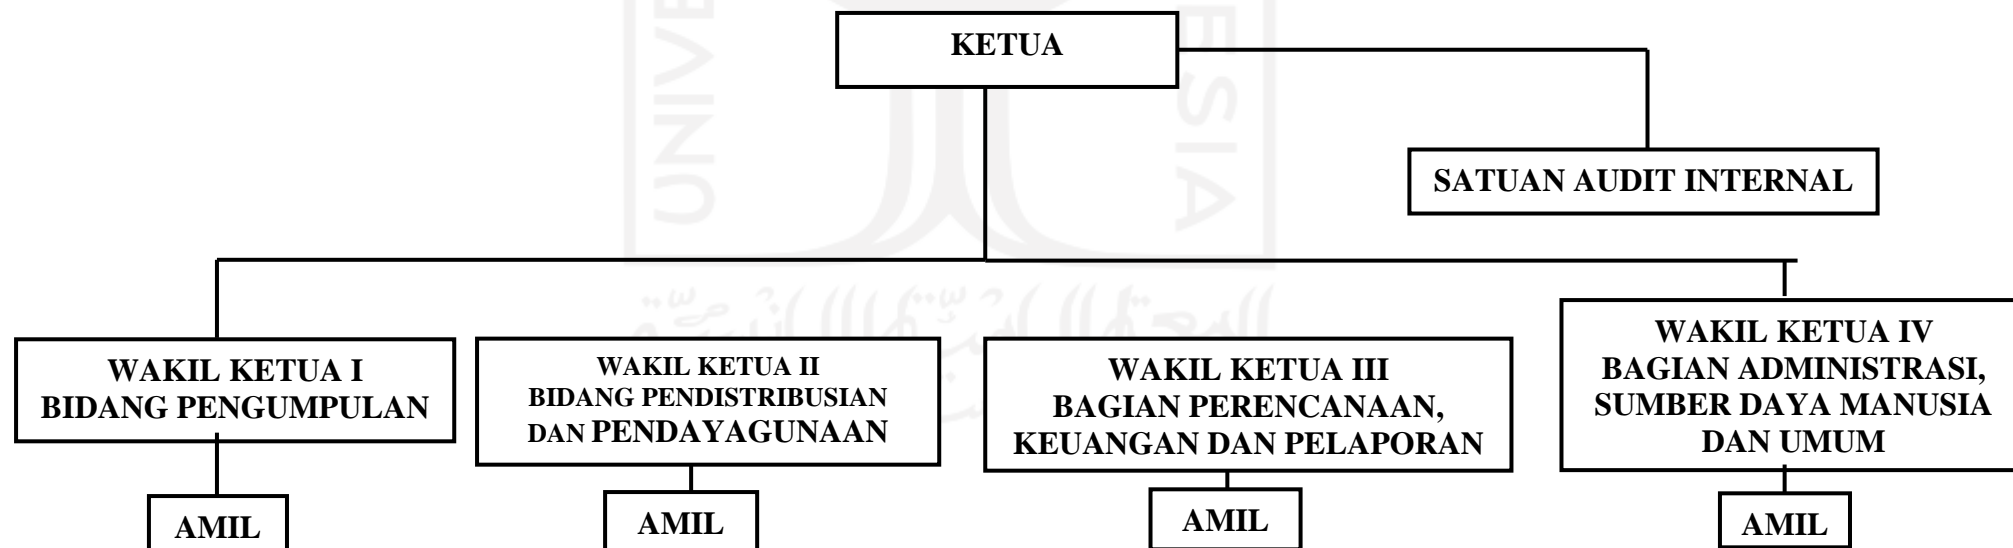 KETUA
SATUAN AUDIT INTERNAL
WAKIL KETUA I
BIDANG PENGUMPULAN
WAKIL KETUA II
BIDANG PENDISTRIBUSIAN
DAN PENDAYAGUNAAN
WAKIL KETUA III
BAGIAN PERENCANAAN,
KEUANGAN DAN PELAPORAN
WAKIL KETUA IV
BAGIAN ADMINISTRASI,
SUMBER DAYA MANUSIA
DAN UMUM
AMIL
AMIL
AMIL
AMIL